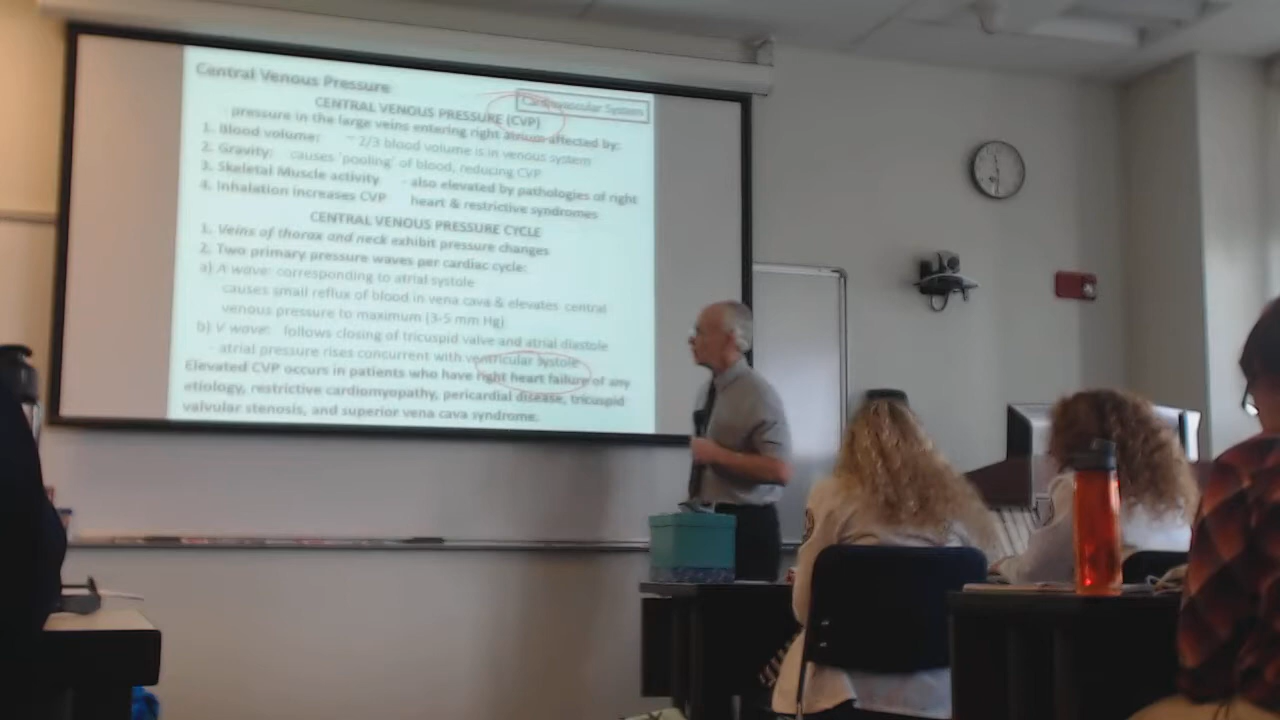 Central Venous Pressure
Cardiovascular System
CENTRAL VENOUS PRESSURE (CVP)
pressure in the large veins entering right atrium affected by:
1. Blood volume: ~ 2/3 blood volume is in venous system
2. Gravity: causes 'pooling' of blood, reducing CVP
3. Skeletal Muscle activity - also elevated by pathologies of right
4. Inhalation increases CVP heart & restrictive syndromes
CENTRAL VENOUS PRESSURE CYCLE
1. Veins of thorax and neck exhibit pressure changes
2. Two primary pressure waves per cardiac cycle:
a) A wave: corresponding to atrial systole
causes small reflux of blood in vena cava & elevates central
venous pressure to maximum (3-5 mm Hg)
b) V wave: follows closing of tricuspid valve and atrial diastole
- atrial pressure rises concurrent with ventricular systole
Elevated CVP occurs in patients who have right heart failure of any
etiology, restrictive cardiomyopathy, pericardial disease, tricuspid
valvular stenosis, and superior vena cava syndrome.